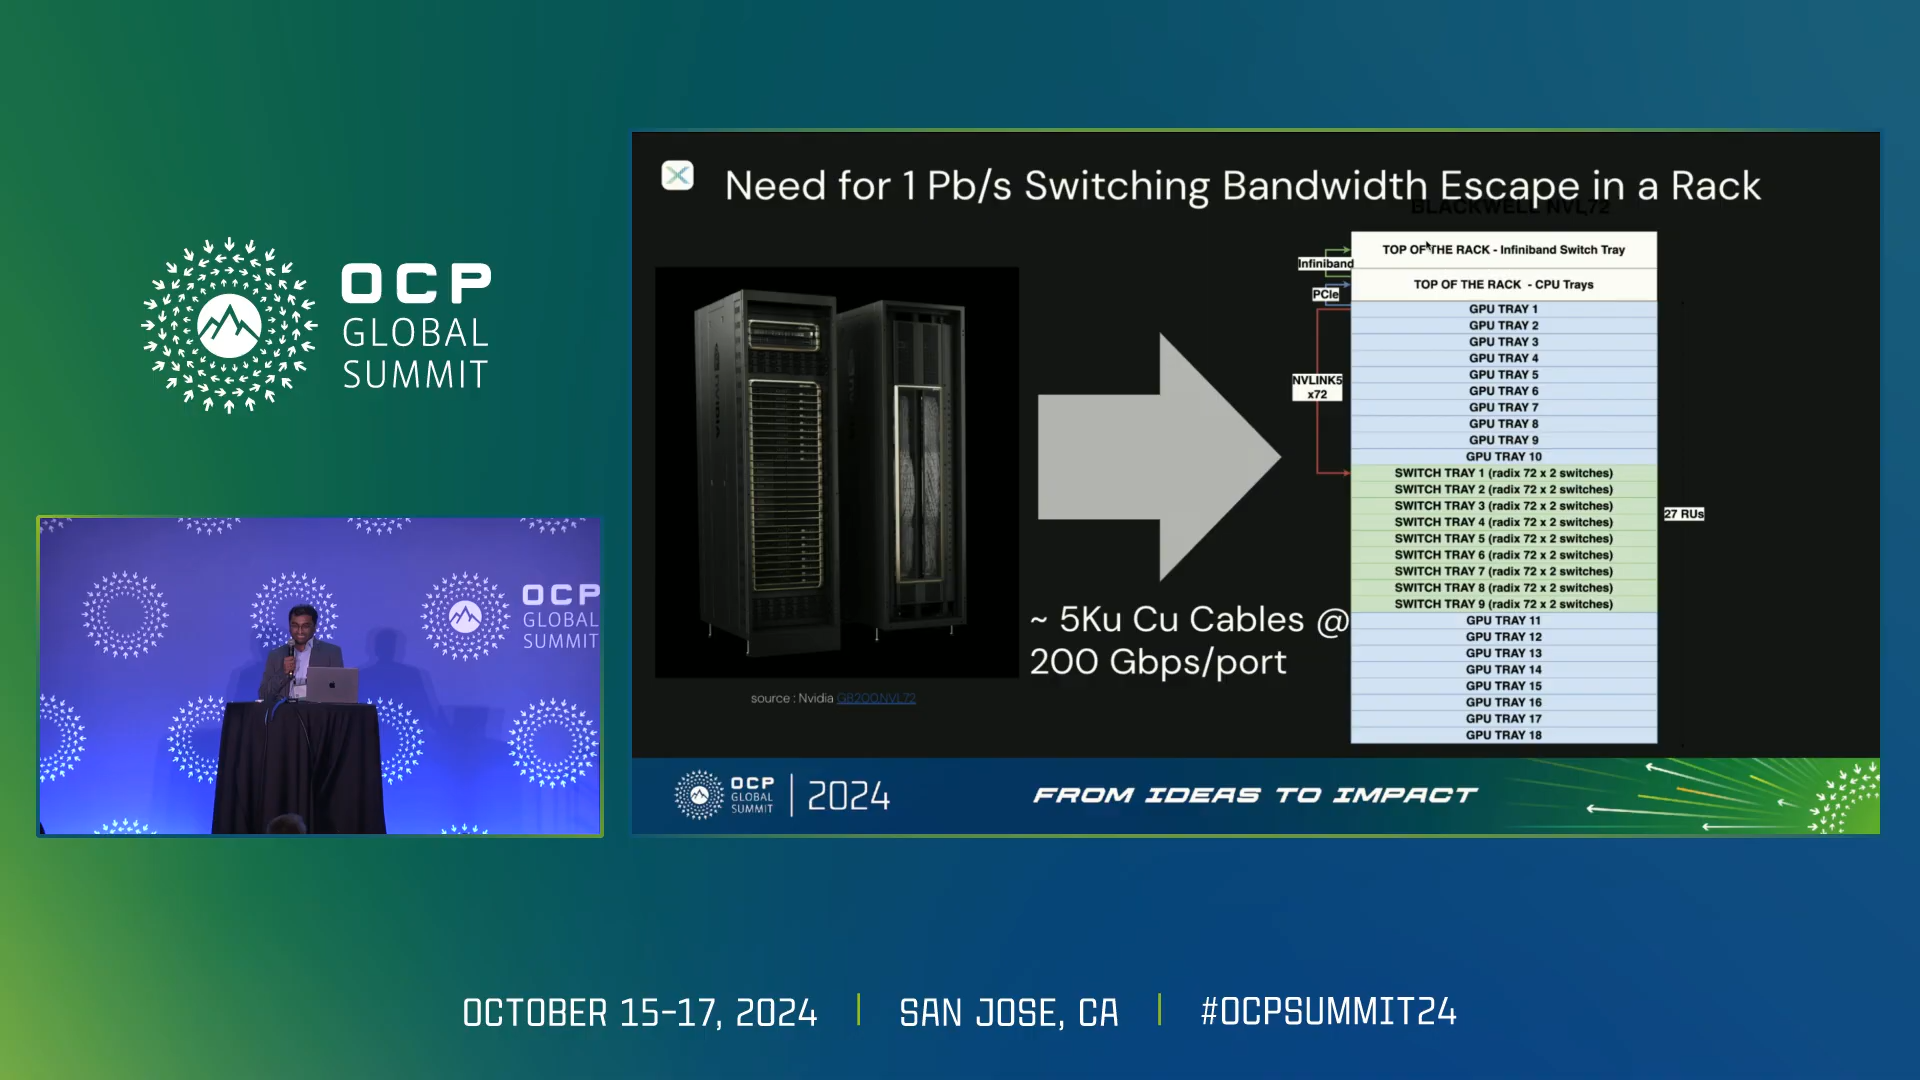 OCP
GLOBAL
SUMMIT
OCP
GLOBAL
SUMMIT
Need for 1 Pb/s Switching Bandwidth Escape in a Rack
BLACKWELL NVL72
TOP OF THE RACK - Infiniband Switch Tray
Infiniband
TOP OF THE RACK - CPU Trays
PCIe
GPU TRAY 1
GPU TRAY 2
GPU TRAY 3
GPU TRAY 4
GPU TRAY 5
GPU TRAY 6
GPU TRAY 7
GPU TRAY 8
GPU TRAY 9
GPU TRAY 10
NVLINK5
x72
SWITCH TRAY 1 (radix 72 x 2 switches)
SWITCH TRAY 2 (radix 72 x 2 switches)
SWITCH TRAY 3 (radix 72 x 2 switches)
SWITCH TRAY 4 (radix 72 x 2 switches)
SWITCH TRAY 5 (radix 72 x 2 switches)
SWITCH TRAY 6 (radix 72 x 2 switches)
SWITCH TRAY 7 (radix 72 x 2 switches)
SWITCH TRAY 8 (radix 72 x 2 switches)
SWITCH TRAY 9 (radix 72 x 2 switches)
27 RUs
GPU TRAY 11
GPU TRAY 12
GPU TRAY 13
GPU TRAY 14
GPU TRAY 15
GPU TRAY 16
GPU TRAY 17
GPU TRAY 18
~ 5Ku Cu Cables @
200 Gbps/port
source : Nvidia GB200.NVL72
OCP
GLOBAL
SUMMIT
2024
FROM IDEAS TO IMPACT
OCTOBER 15-17, 2024
SAN JOSE, CA
#OCPSUMMIT24